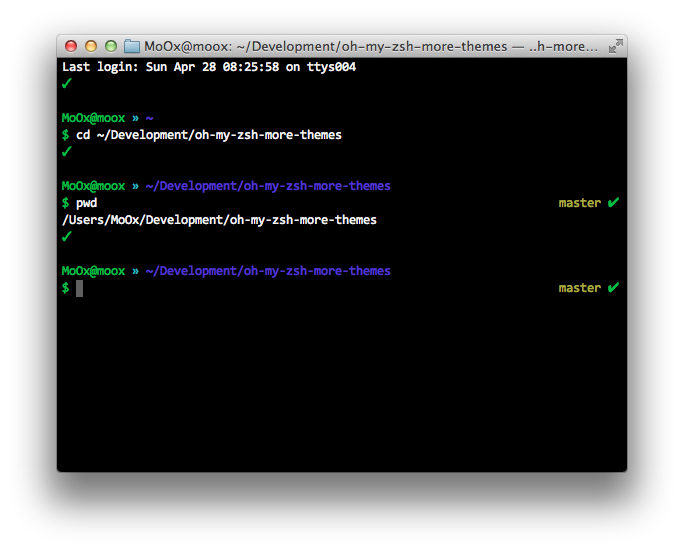 MoOx@moox: ~/Development/oh-my-zsh-more-themes — ..h-more...
Last login: Sun Apr 28 08:25:58 on ttys004
✓
MoOx@moox » ~
$ cd ~/Development/oh-my-zsh-more-themes
✓
MoOx@moox » ~/Development/oh-my-zsh-more-themes
$ pwd master ✔
/Users/MoOx/Development/oh-my-zsh-more-themes
✓
MoOx@moox » ~/Development/oh-my-zsh-more-themes
$ master ✔